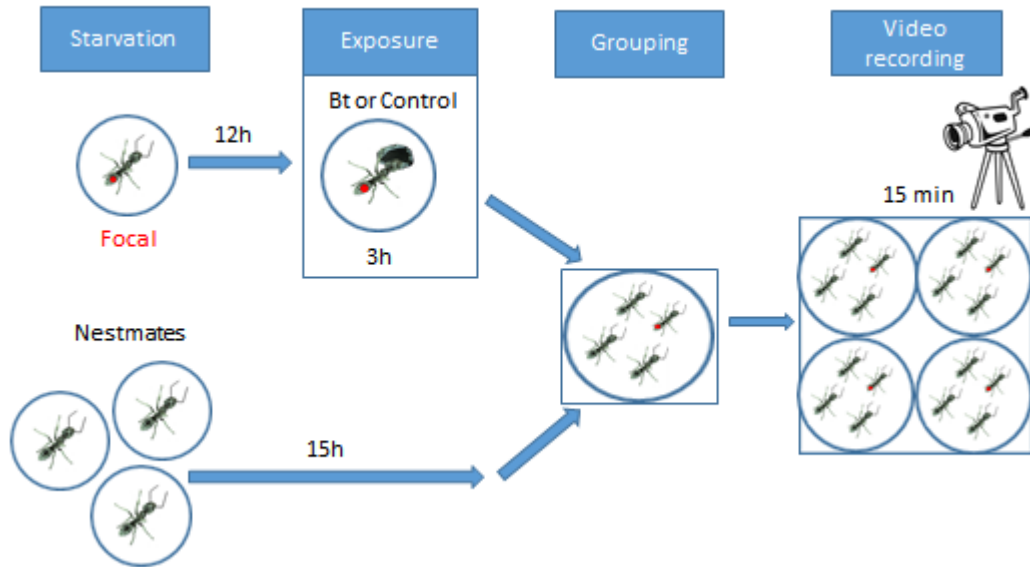 Starvation
Exposure
Grouping
Video
recording
Bt or Control
12h
15 min
Focal
3h
Nestmates
15h